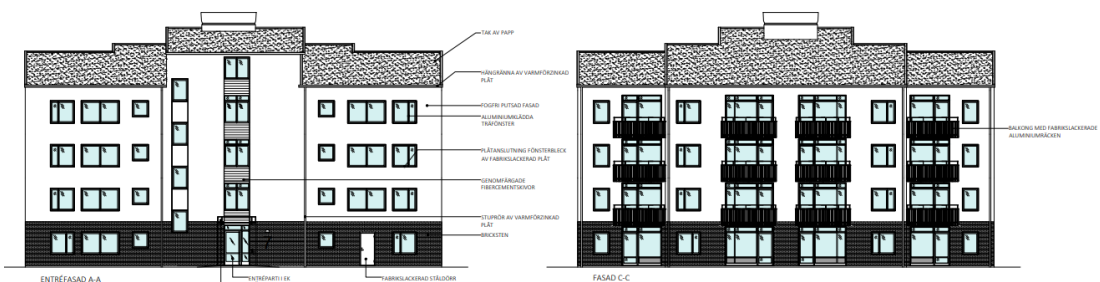 TAK AV PAPP
HÄNGRÄNNA AV VARMFÖRZINKAD
PLÅT
FOGFRI PUTSAD FASAD
ALUMINIUMKLÄDDA
TRÄFÖNSTER
PLÅTANSLUTNING FÖNSTERBLECK
AV FABRIKSLACKERAD PLÅT
GENOMFÄRGADE
FIBERCEMENTSKIVOR
STUPRÖR AV VARMFÖRZINKAD
PLÅT
BRICKSTEN
ENTRÉFASAD A-A
ENTRÉPARTI I EK
FABRIKSLACKERAD STÅLDÖRR
BALKONG MED FABRIKSLACKERADE
ALUMINIUMRÄCKEN
FASAD C-C